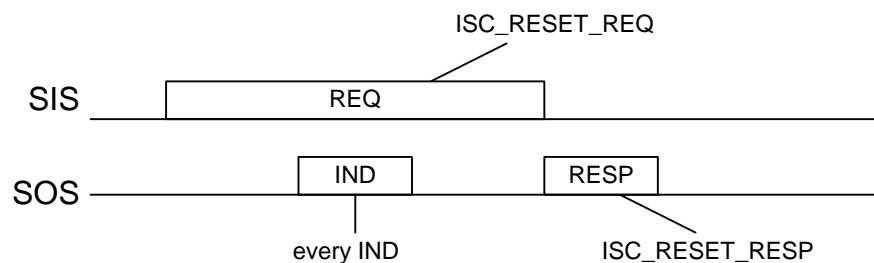 ISC_RESET_REQ
SIS
REQ
SOS
IND
RESP
every IND
ISC_RESET_RESP